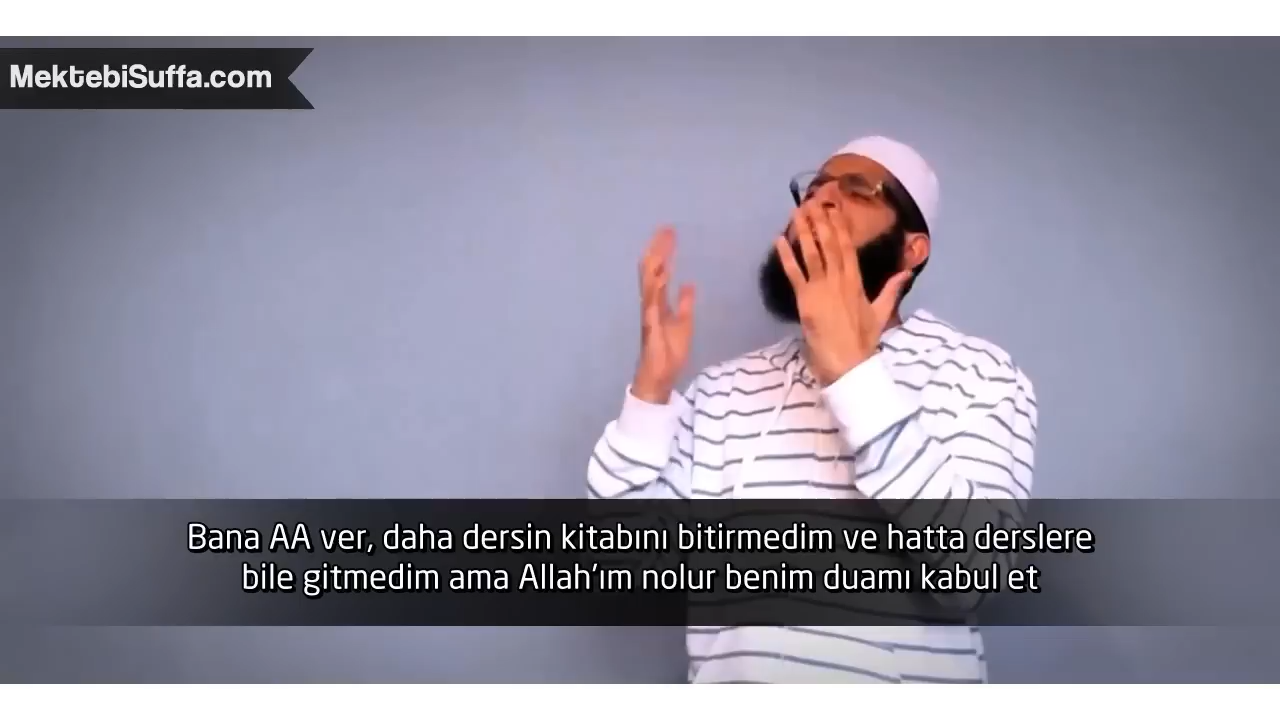 MektebiSuffa.com
Bana AA ver, daha dersin kitabını bitirmedim ve hatta derslere
bile gitmedim ama Allah’ım nolur benim duamı kabul et